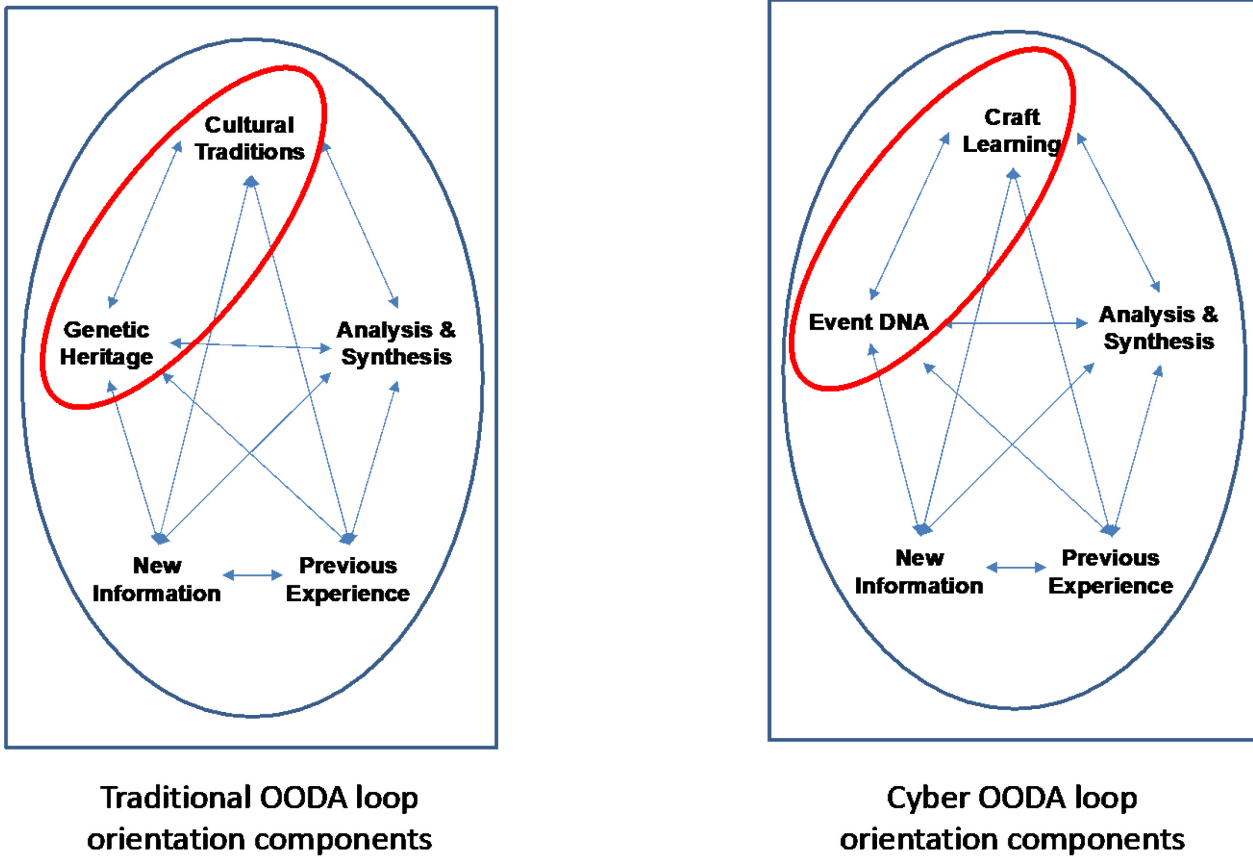 Cultural
Traditions
Genetic
Heritage
Analysis &
Synthesis
New
Information
Previous
Experience
Traditional OODA loop
orientation components
Craft
Learning
Event DNA
Analysis &
Synthesis
New
Information
Previous
Experience
Cyber OODA loop
orientation components